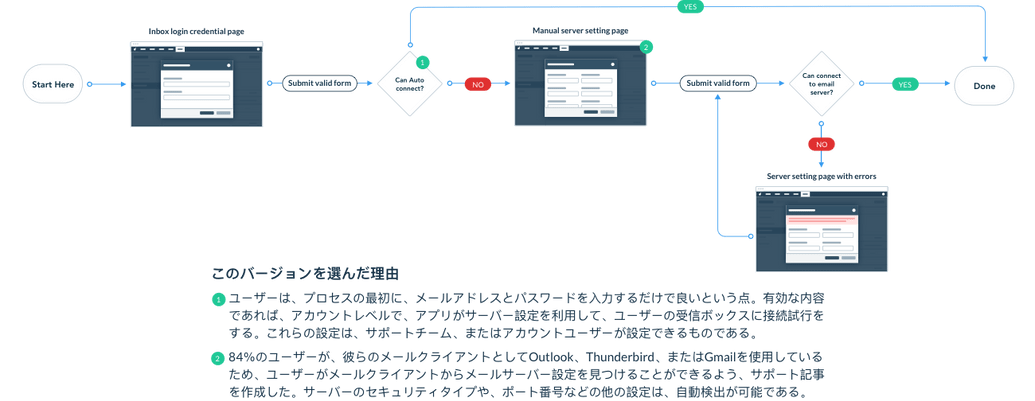 YES
Inbox login credential page
Manual server setting page
2
1
Start Here
Submit valid form
Can Auto
connect?
NO
Submit valid form
Can connect
to email
server?
YES
Done
NO
Server setting page with errors
このバージョンを選んだ理由
1 ユーザーは、プロセスの最初に、メールアドレスとパスワードを入力するだけで良いという点。有効な内容
であれば、アカウントレベルで、アプリがサーバー設定を利用して、ユーザーの受信ボックスに接続試行を
する。これらの設定は、サポートチーム、またはアカウントユーザーが設定できるものである。
2 84%のユーザーが、彼らのメールクライアントとしてOutlook、Thunderbird、またはGmailを使用している
ため、ユーザーがメールクライアントからメールサーバー設定を見つけることができるよう、サポート記事
を作成した。サーバーのセキュリティタイプや、ポート番号などの他の設定は、自動検出が可能である。